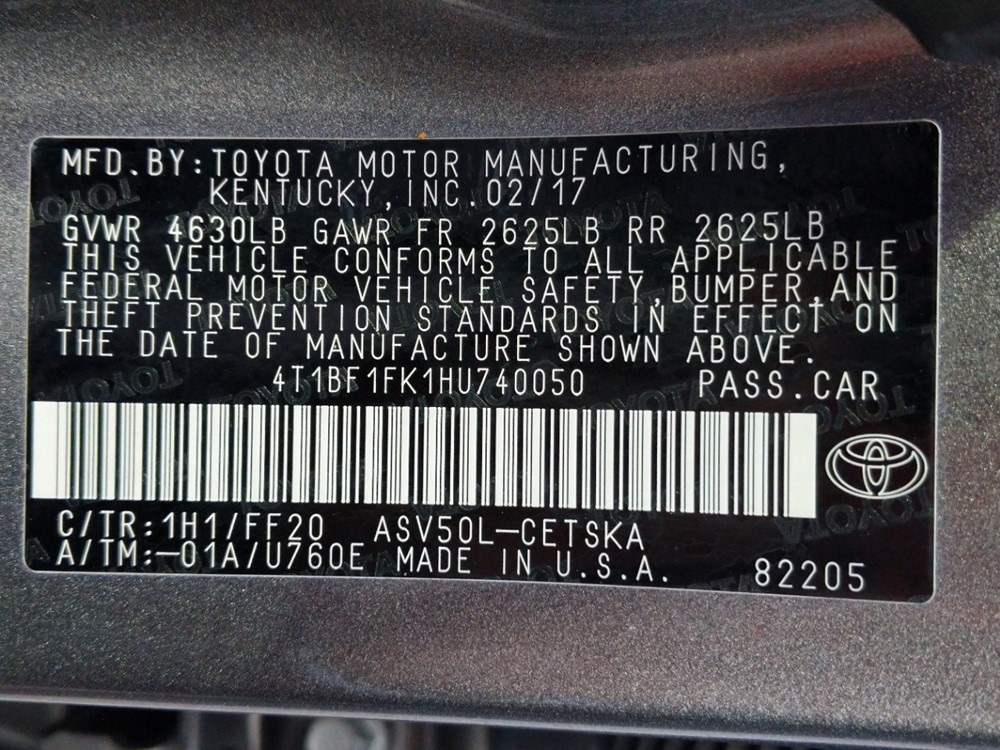 MFD.BY:TOYOTA MOTOR MANUFACTURING,
KENTUCKY,INC.02/17
GVWR 4630LB GAWR FR 2625LB RR 2625LB
THIS VEHICLE CONFORMS TO ALL APPLICABLE
FEDERAL MOTOR VEHICLE SAFETY,BUMPER,AND
THEFT PREVENTION STANDARDS IN EFFECT ON
THE DATE OF MANUFACTURE SHOWN ABOVE.
4T1BF1FK1HU740050 PASS.CAR
C/TR:1H1/FF20 ASV50L-CETSKA
A/TM:-01A/U760E MADE IN U.S.A. 82205